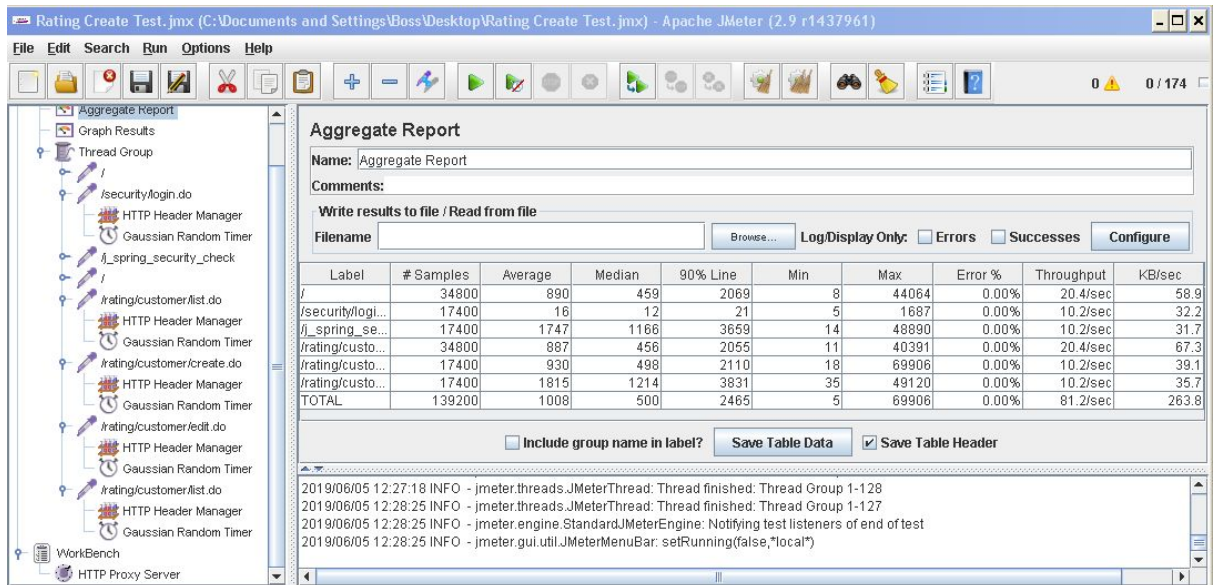 Rating Create Test.jmx (C:\Documents and Settings\Boss\Desktop\Rating Create Test.jmx) - Apache JMeter (2.9 r1437961)
File Edit Search Run Options Help
0 0 / 174
Aggregate Report
Graph Results
Thread Group
/
/security/login.do
HTTP Header Manager
Gaussian Random Timer
/j_spring_security_check
/
/rating/customer/list.do
HTTP Header Manager
Gaussian Random Timer
/rating/customer/create.do
HTTP Header Manager
Gaussian Random Timer
/rating/customer/edit.do
HTTP Header Manager
Gaussian Random Timer
/rating/customer/list.do
HTTP Header Manager
Gaussian Random Timer
WorkBench
HTTP Proxy Server
Aggregate Report
Name: Aggregate Report
Comments:
Write results to file / Read from file
Filename Browse... Log/Display Only: Errors Successes Configure
Label # Samples Average Median 90% Line Min Max Error % Throughput KB/sec
/ 34800 890 459 2069 8 44064 0.00% 20.4/sec 58.9
/security/logi... 17400 16 12 21 5 1687 0.00% 10.2/sec 32.2
/j_spring_se... 17400 1747 1166 3659 14 48890 0.00% 10.2/sec 31.7
/rating/custo... 34800 887 456 2055 11 40391 0.00% 20.4/sec 67.3
/rating/custo... 17400 930 498 2110 18 69906 0.00% 10.2/sec 39.1
/rating/custo... 17400 1815 1214 3831 35 49120 0.00% 10.2/sec 35.7
TOTAL 139200 1008 500 2465 5 69906 0.00% 81.2/sec 263.8
Include group name in label? Save Table Data Save Table Header
2019/06/05 12:27:18 INFO - jmeter.threads.JMeterThread: Thread finished: Thread Group 1-128
2019/06/05 12:28:25 INFO - jmeter.threads.JMeterThread: Thread finished: Thread Group 1-127
2019/06/05 12:28:25 INFO - jmeter.engine.StandardJMeterEngine: Notifying test listeners of end of test
2019/06/05 12:28:25 INFO - jmeter.gui.util.JMeterMenuBar: setRunning(false,*local*)